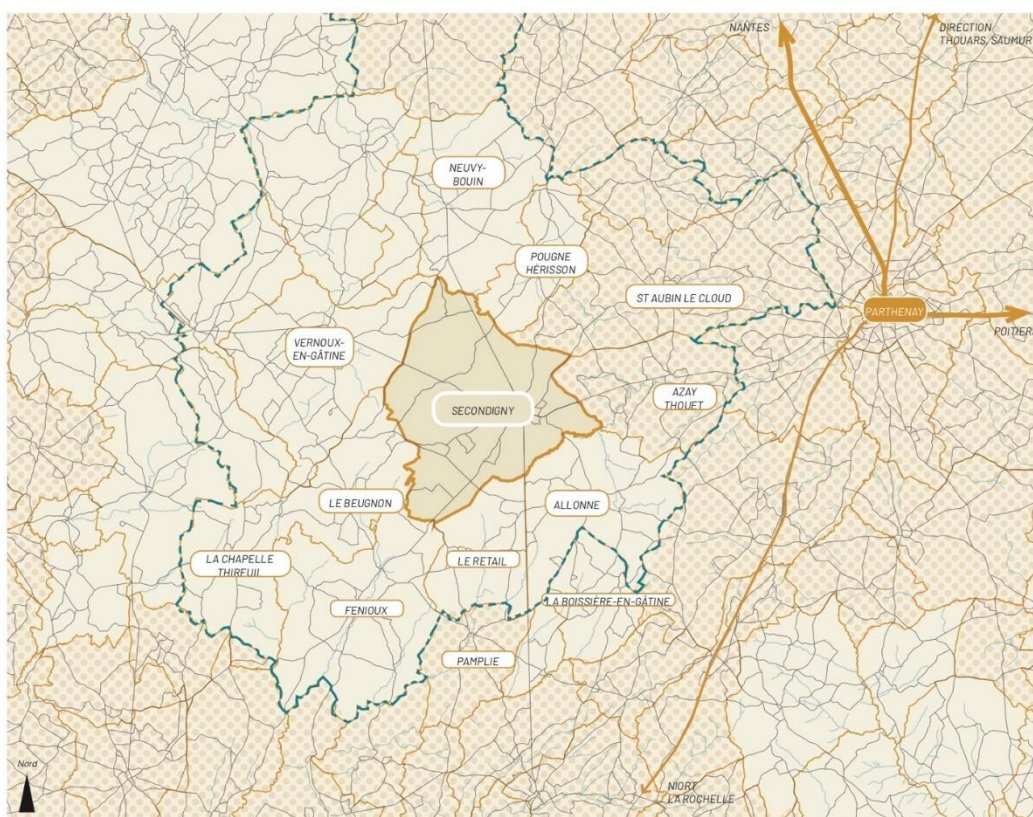 NANTES
DIRECTION
THOUARS/SAUMUR
NEUVY-
BOUIN
POUGNE
HÉRISSON
ST AUBIN LE CLOUD
PARTHENAY
POITIERS
VERNOUX-
EN-GÂTINE
AZAY
THOUET
SECONDIGNY
LE BEUGNON
ALLONNE
LA CHAPELLE
THIREUIL
LE RETAIL
FENIOUX
LA BOISSIÈRE-EN-GÂTINE
PAMPLIE
Nord
NIORT
LA ROCHELLE